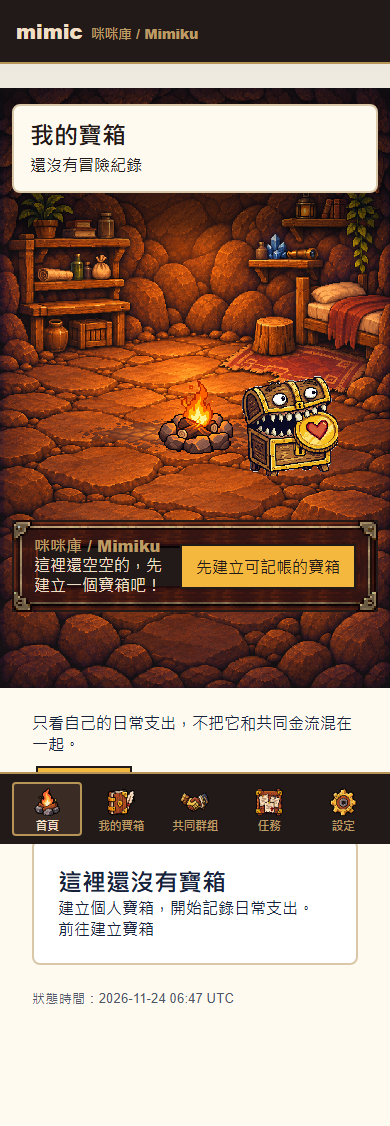 mimic 咪咪庫 / Mimiku
我的寶箱
還沒有冒險紀錄
咪咪庫 / Mimiku
這裡還空空的，先
建立一個寶箱吧！
先建立可記帳的寶箱
只看自己的日常支出，不把它和共同金流混在
一起。
首頁 我的寶箱 共同群組 任務 設定
這裡還沒有寶箱
建立個人寶箱，開始記錄日常支出。
前往建立寶箱
狀態時間：2026-11-24 06:47 UTC